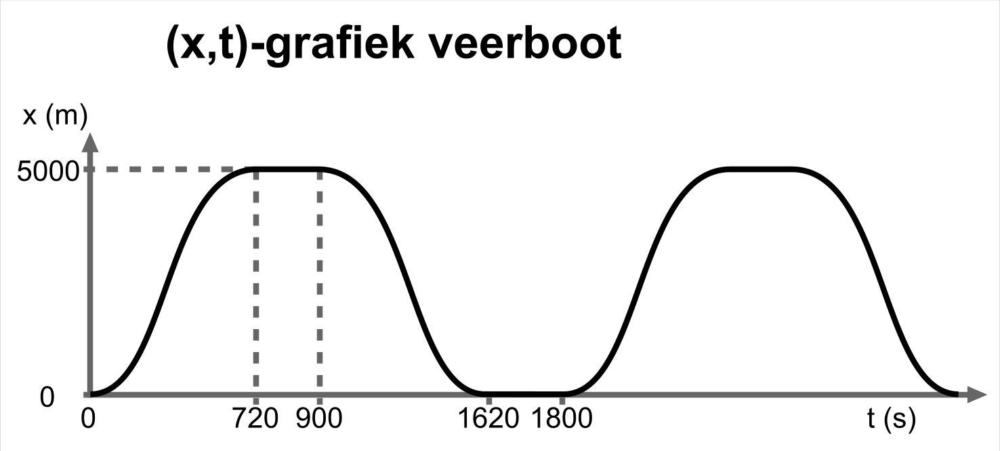 (x,t)-grafiek veerboot
x (m)
5000
0
0 720 900 1620 1800 t (s)